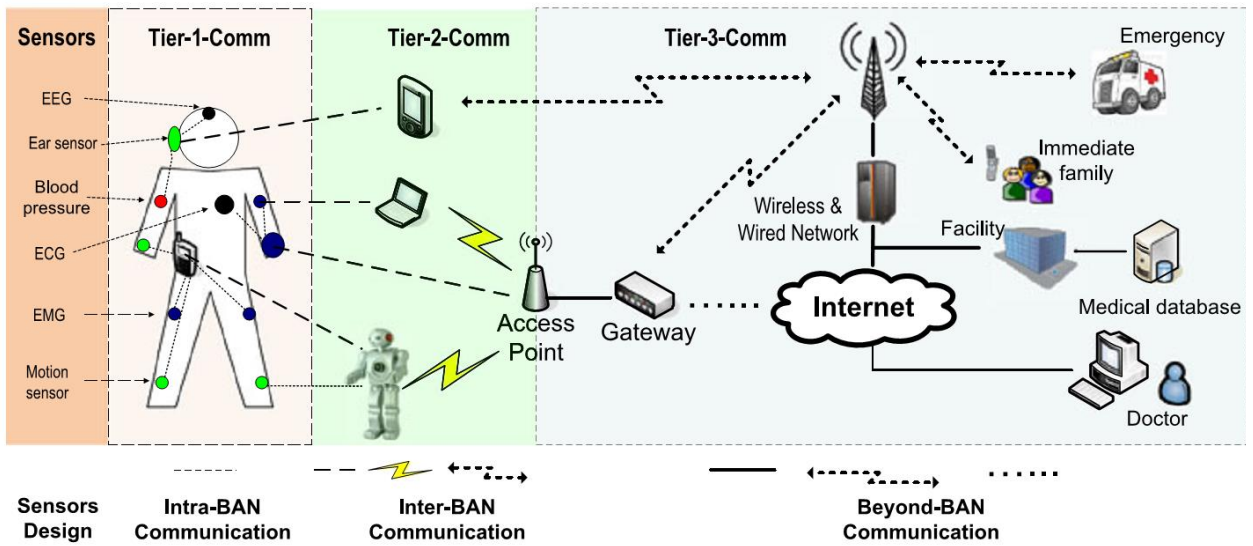 Sensors
Tier-1-Comm
Tier-2-Comm
Tier-3-Comm
EEG
Ear sensor
Blood
pressure
ECG
EMG
Motion
sensor
Access
Point
Gateway
Wireless &
Wired Network
Internet
Emergency
Immediate
family
Facility
Medical database
Doctor
Sensors
Design
Intra-BAN
Communication
Inter-BAN
Communication
Beyond-BAN
Communication